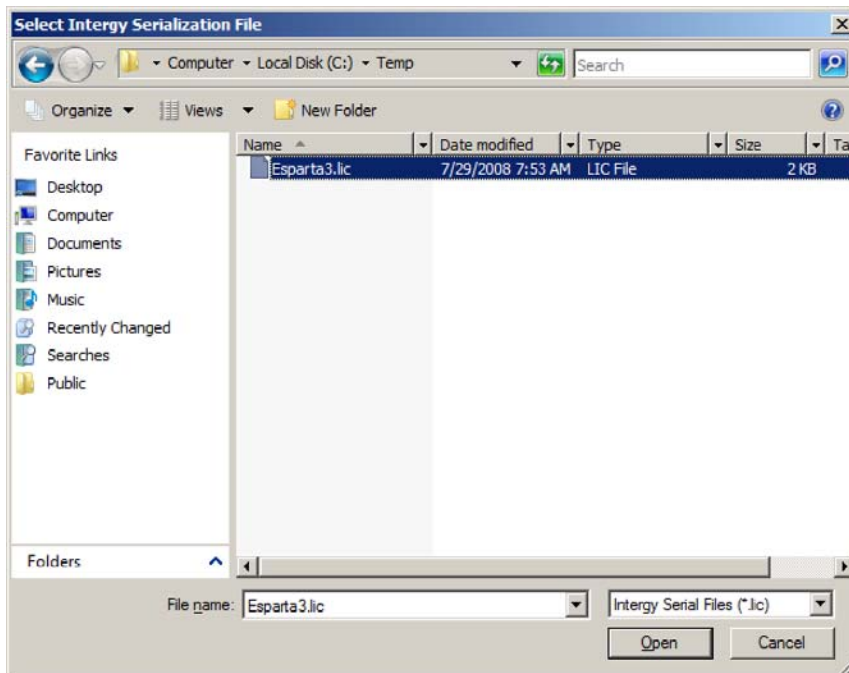 Select Intergy Serialization File
Computer Local Disk (C:) Temp Search
Organize Views New Folder
Favorite Links
Desktop
Computer
Documents
Pictures
Music
Recently Changed
Searches
Public
Folders
Name Date modified Type Size Ta
Esparta3.lic 7/29/2008 7:53 AM LIC File 2 KB
File name: Esparta3.lic Intergy Serial Files (*.lic)
Open Cancel